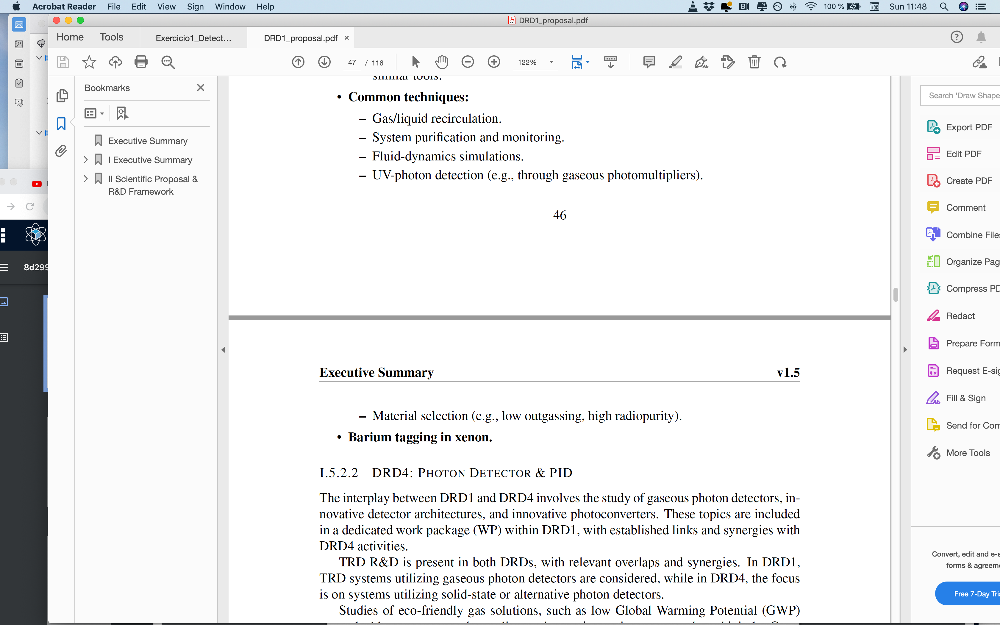 Acrobat Reader File Edit View Sign Window Help 100 % Sun 11:48
DRD1_proposal.pdf
Home Tools Exercicio1_Detect... DRD1_proposal.pdf ×
47 / 116 122%
Bookmarks
Executive Summary
I Executive Summary
II Scientific Proposal &
R&D Framework
8d299
• Common techniques:
– Gas/liquid recirculation.
– System purification and monitoring.
– Fluid-dynamics simulations.
– UV-photon detection (e.g., through gaseous photomultipliers).
46
Executive Summary v1.5
– Material selection (e.g., low outgassing, high radiopurity).
• Barium tagging in xenon.
I.5.2.2 DRD4: PHOTON DETECTOR & PID
The interplay between DRD1 and DRD4 involves the study of gaseous photon detectors, in-
novative detector architectures, and innovative photoconverters. These topics are included
in a dedicated work package (WP) within DRD1, with established links and synergies with
DRD4 activities.
TRD R&D is present in both DRDs, with relevant overlaps and synergies. In DRD1,
TRD systems utilizing gaseous photon detectors are considered, while in DRD4, the focus
is on systems utilizing solid-state or alternative photon detectors.
Studies of eco-friendly gas solutions, such as low Global Warming Potential (GWP)
Search 'Draw Shape
Export PDF
Edit PDF
Create PDF
Comment
Combine Files
Organize Pag
Compress PD
Redact
Prepare Form
Request E-sig
Fill & Sign
Send for Com
More Tools
Convert, edit and e-s
forms & agreeme
Free 7-Day Tria